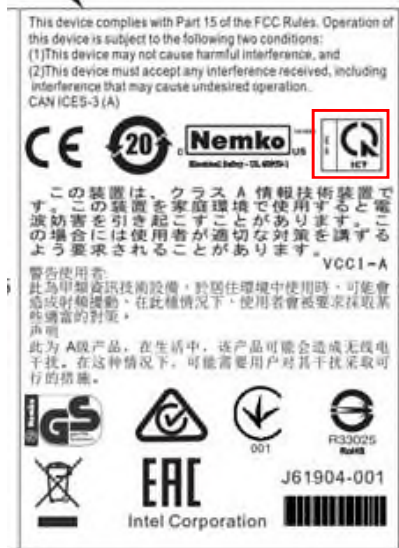 This device complies with Part 15 of the FCC Rules. Operation of
this device is subject to the following two conditions:
(1)This device may not cause harmful interference, and
(2)This device must accept any interference received, including
interference that may cause undesired operation.
CAN ICES-3 (A)
CE 20 c Nemko US ICT
Electrical Safety - UL 60950-1
この装置は、クラス A 情報技術装置で
す。この装置を家庭環境で使用すると電
波妨害を引き起こすことがあります。こ
の場合には使用者が適切な対策を講ずる
よう要求されることがあります。
VCCI-A
警告使用者:
此為甲類資訊技術設備，於居住環境中使用時，可能會
造成射頻擾動，在此種情況下，使用者會被要求採取某
些適當的對策。
声明
此为 A级产品，在生活中，该产品可能会造成无线电
干扰。在这种情况下，可能需要用户对其干扰采取可
行的措施。
Nemko GS
001
R33025
RoHS
EAC
J61904-001
Intel Corporation